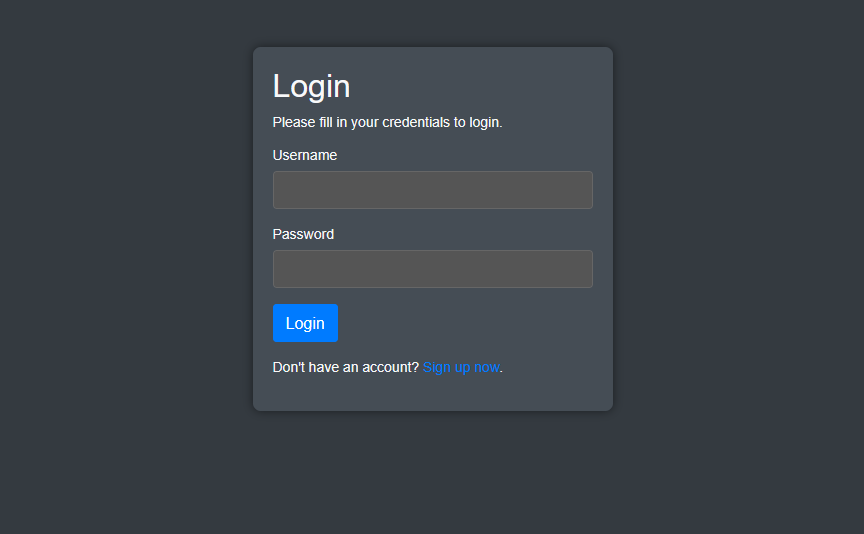 Login
Please fill in your credentials to login.
Username
Password
Login
Don't have an account? Sign up now.